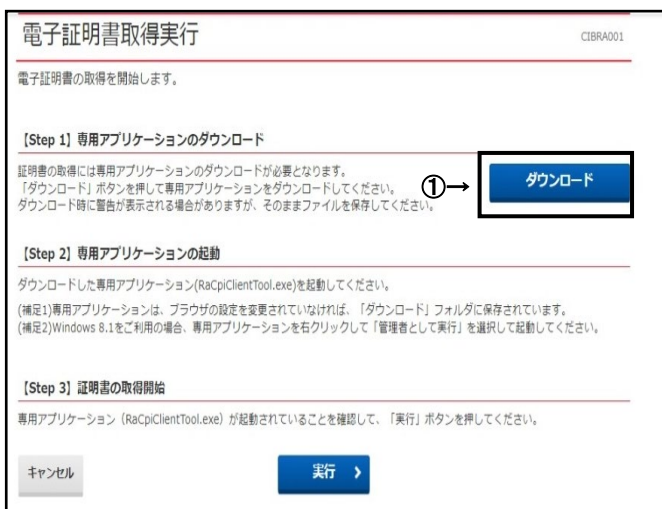 電子証明書取得実行
CIBRA001
電子証明書の取得を開始します。
【Step 1】専用アプリケーションのダウンロード
証明書の取得には専用アプリケーションのダウンロードが必要となります。
「ダウンロード」ボタンを押して専用アプリケーションをダウンロードしてください。
ダウンロード時に警告が表示される場合がありますが、そのままファイルを保存してください。
①→
ダウンロード
【Step 2】専用アプリケーションの起動
ダウンロードした専用アプリケーション(RaCpiClientTool.exe)を起動してください。
(補足1)専用アプリケーションは、ブラウザの設定を変更されていなければ、「ダウンロード」フォルダに保存されています。
(補足2)Windows 8.1をご利用の場合、専用アプリケーションを右クリックして「管理者として実行」を選択して起動してください。
【Step 3】証明書の取得開始
専用アプリケーション（RaCpiClientTool.exe）が起動されていることを確認して、「実行」ボタンを押してください。
キャンセル
実行 ›